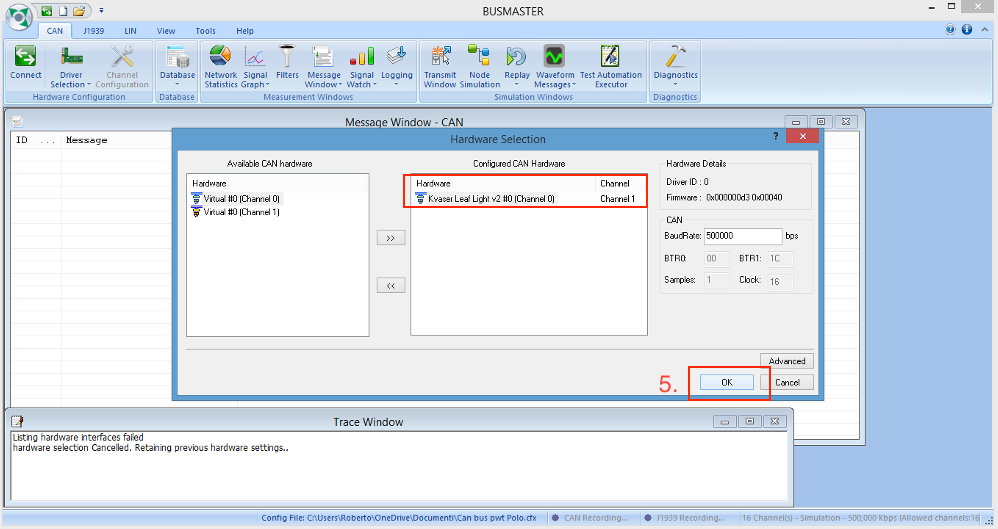 BUSMASTER
CAN J1939 LIN View Tools Help
Connect Driver Selection Channel Configuration Database Network Statistics Signal Graph Filters Message Window Signal Watch Logging Transmit Window Node Simulation Replay Waveform Messages Test Automation Executor Diagnostics
Hardware Configuration Database Measurement Windows Simulation Windows Diagnostics
Message Window - CAN
ID ... Message
Hardware Selection
?
Available CAN hardware
Configured CAN Hardware
Hardware Details
Hardware
Hardware Channel
Driver ID : 0
Virtual #0 (Channel 0)
Kvaser Leaf Light v2 #0 (Channel 0) Channel 1
Firmware : 0x000000d3 0x00040
Virtual #0 (Channel 1)
CAN
BaudRate: 500000 bps
>>
BTR0: 00 BTR1: 1C
Samples: 1 Clock: 16
<<
Advanced
5.
OK Cancel
Trace Window
Listing hardware interfaces failed
hardware selection Cancelled. Retaining previous hardware settings..
Config File: C:\Users\Roberto\OneDrive\Documenti\Can bus pwt Polo.cfx CAN Recording... J1939 Recording... 16 Channel(s) - Simulation - 500,000 Kbps (Allowed channels:16